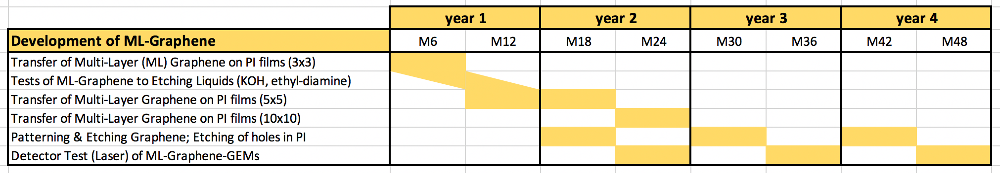 year 1 year 2 year 3 year 4
Development of ML-Graphene M6 M12 M18 M24 M30 M36 M42 M48
Transfer of Multi-Layer (ML) Graphene on PI films (3x3)
Tests of ML-Graphene to Etching Liquids (KOH, ethyl-diamine)
Transfer of Multi-Layer Graphene on PI films (5x5)
Transfer of Multi-Layer Graphene on PI films (10x10)
Patterning & Etching Graphene; Etching of holes in PI
Detector Test (Laser) of ML-Graphene-GEMs